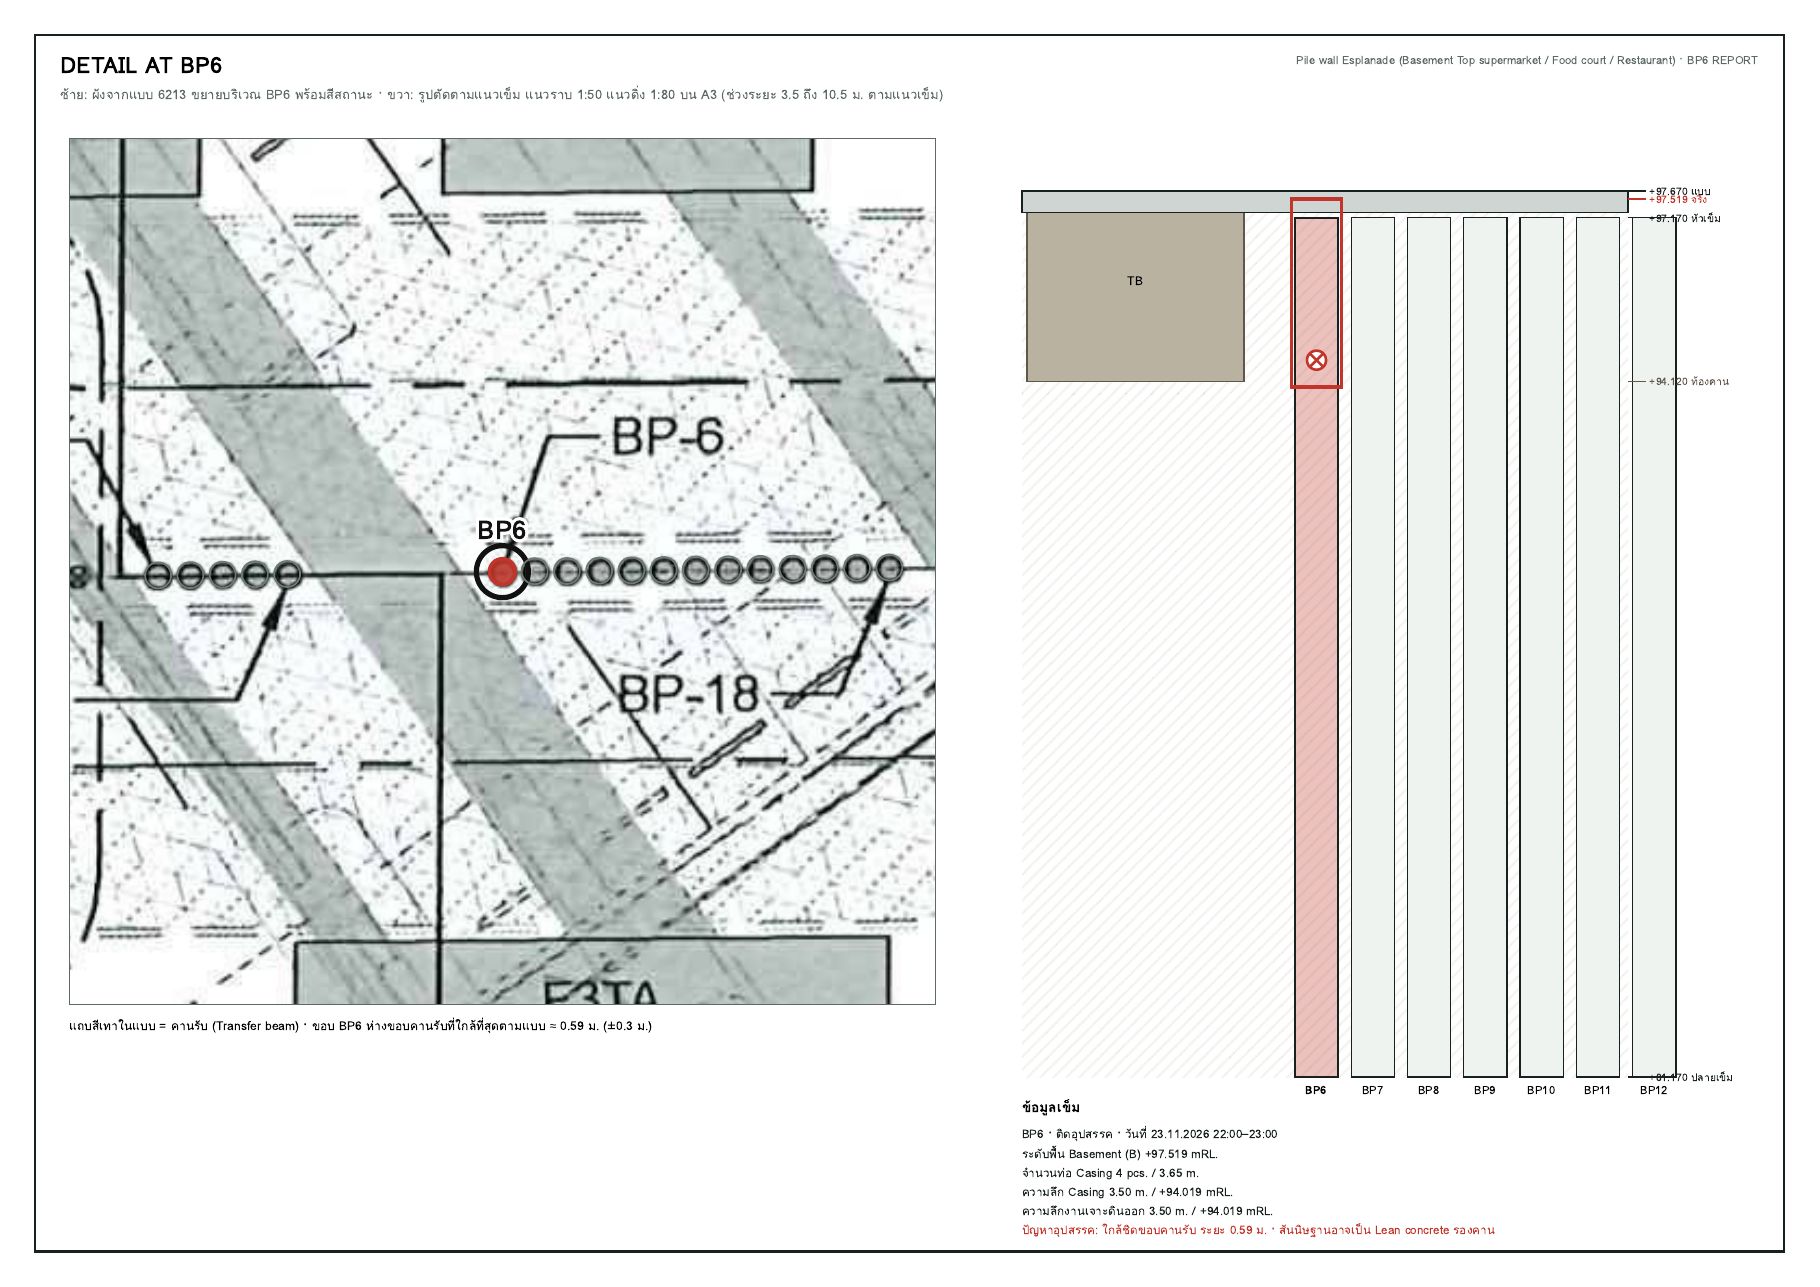 DETAIL AT BP6
Pile wall Esplanade (Basement Top supermarket / Food court / Restaurant) · BP6 REPORT
ซ้าย: ผังจากแบบ 6213 ขยายบริเวณ BP6 พร้อมสีสถานะ · ขวา: รูปตัดตามแนวเข็ม แนวราบ 1:50 แนวดิ่ง 1:80 บน A3 (ช่วงระยะ 3.5 ถึง 10.5 ม. ตามแนวเข็ม)
BP-6
BP6
BP-18
F3TA
แถบสีเทาในแบบ = คานรับ (Transfer beam) · ขอบ BP6 ห่างขอบคานรับที่ใกล้ที่สุดตามแบบ ≈ 0.59 ม. (±0.3 ม.)
+97.670 แบบ
+97.519 จริง
+97.170 หัวเข็ม
TB
+94.120 ท้องคาน
+81.170 ปลายเข็ม
BP6 BP7 BP8 BP9 BP10 BP11 BP12
ข้อมูลเข็ม
BP6 · ติดอุปสรรค · วันที่ 23.11.2026 22:00–23:00
ระดับพื้น Basement (B) +97.519 mRL.
จำนวนท่อ Casing 4 pcs. / 3.65 m.
ความลึก Casing 3.50 m. / +94.019 mRL.
ความลึกงานเจาะดินออก 3.50 m. / +94.019 mRL.
ปัญหาอุปสรรค: ใกล้ชิดขอบคานรับ ระยะ 0.59 ม. · สันนิษฐานอาจเป็น Lean concrete รองคาน